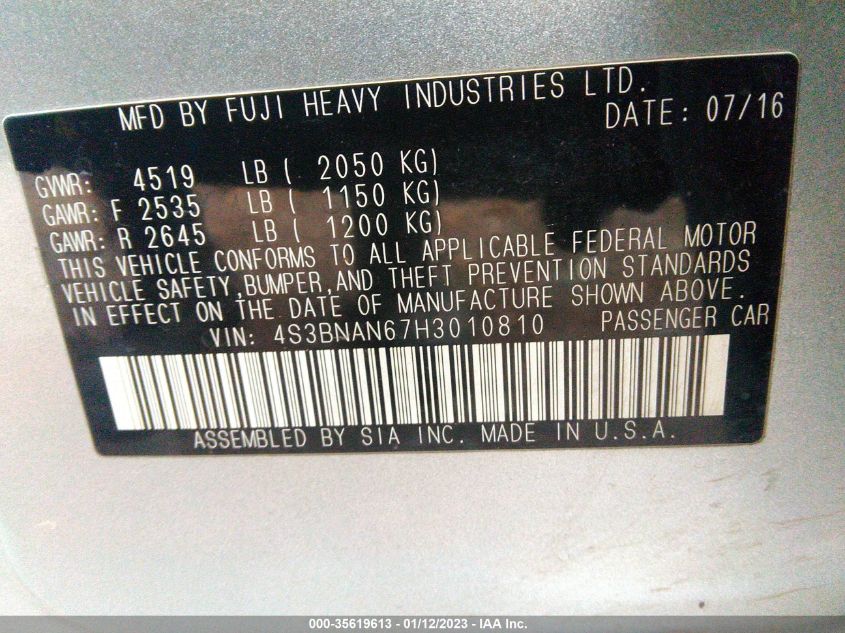 MFD BY FUJI HEAVY INDUSTRIES LTD.
DATE: 07/16
GVWR: 4519 LB ( 2050 KG)
GAWR: F 2535 LB ( 1150 KG)
GAWR: R 2645 LB ( 1200 KG)
THIS VEHICLE CONFORMS TO ALL APPLICABLE FEDERAL MOTOR
VEHICLE SAFETY,BUMPER,AND THEFT PREVENTION STANDARDS
IN EFFECT ON THE DATE OF MANUFACTURE SHOWN ABOVE.
VIN: 4S3BNAN67H3010810 PASSENGER CAR
ASSEMBLED BY SIA INC. MADE IN U.S.A.
000-35619613 - 01/12/2023 - IAA Inc.